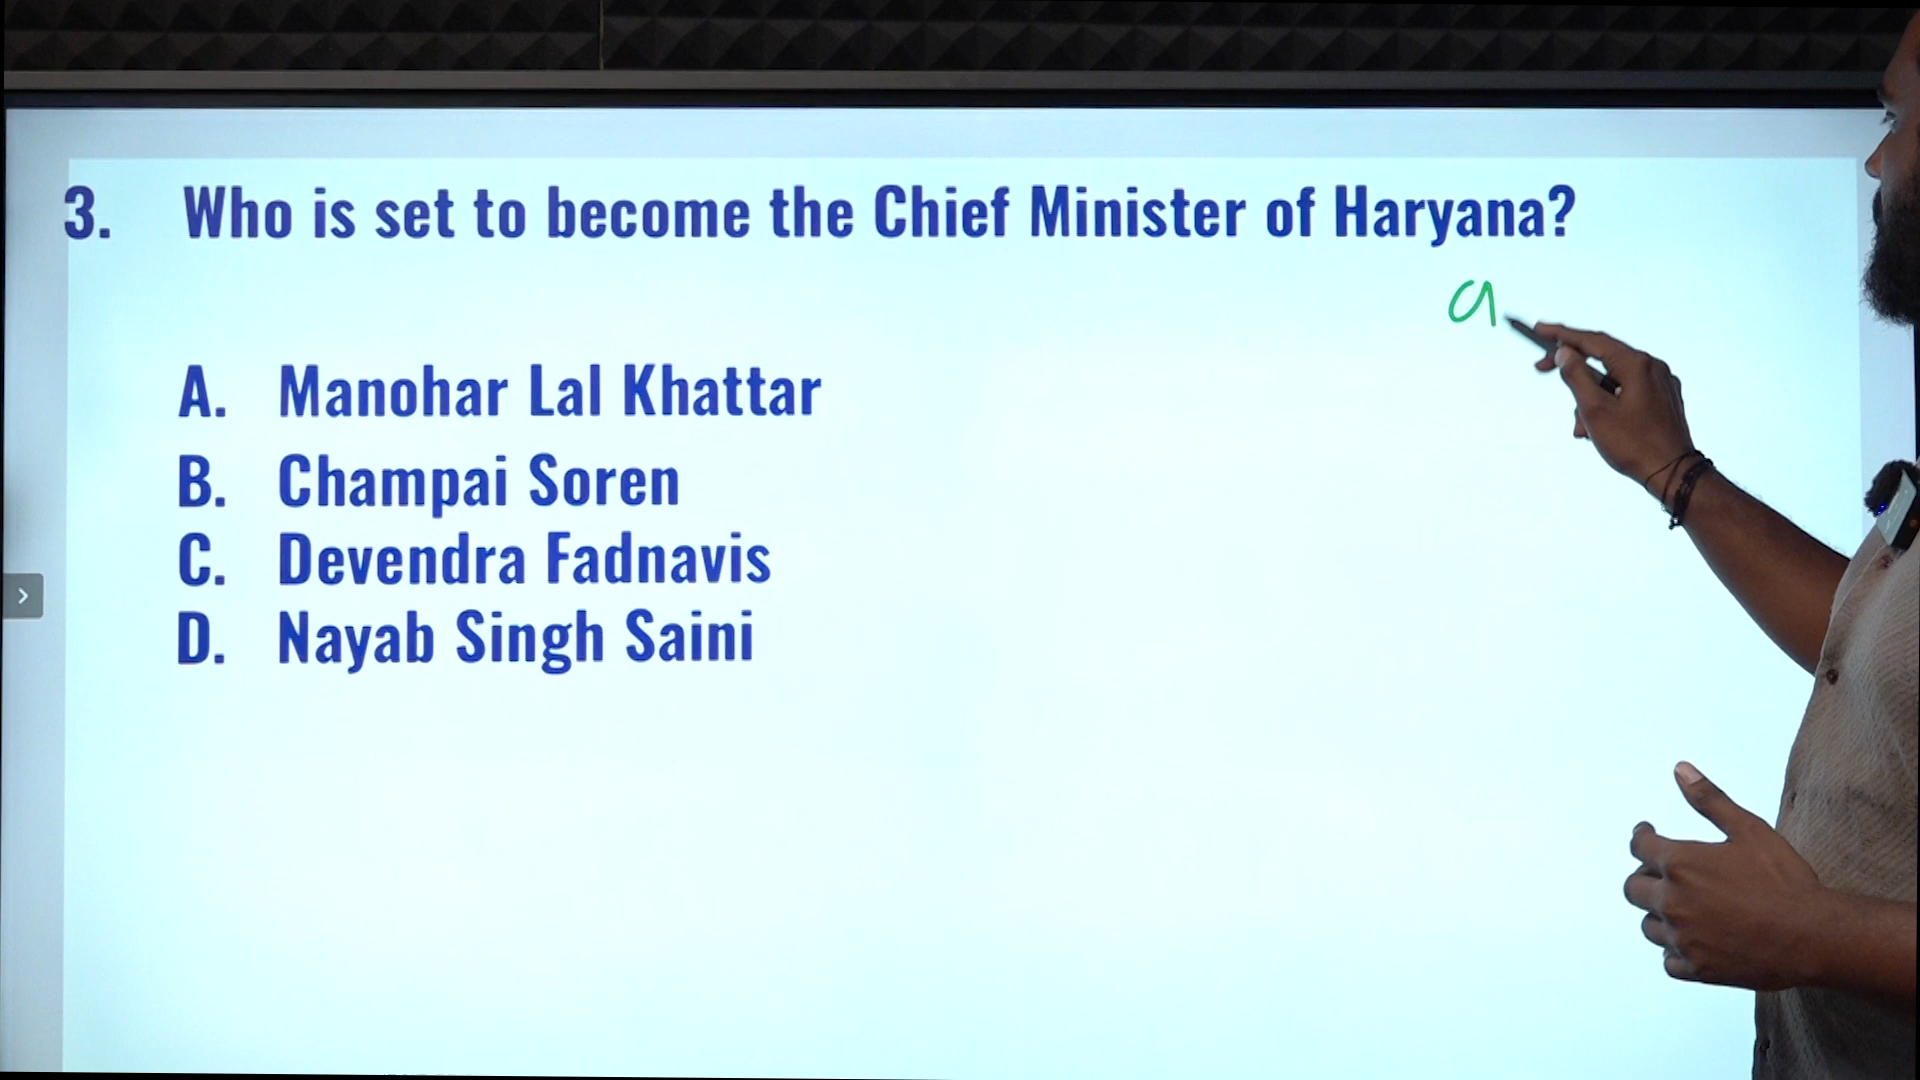 3. Who is set to become the Chief Minister of Haryana?
a
A. Manohar Lal Khattar
B. Champai Soren
C. Devendra Fadnavis
D. Nayab Singh Saini